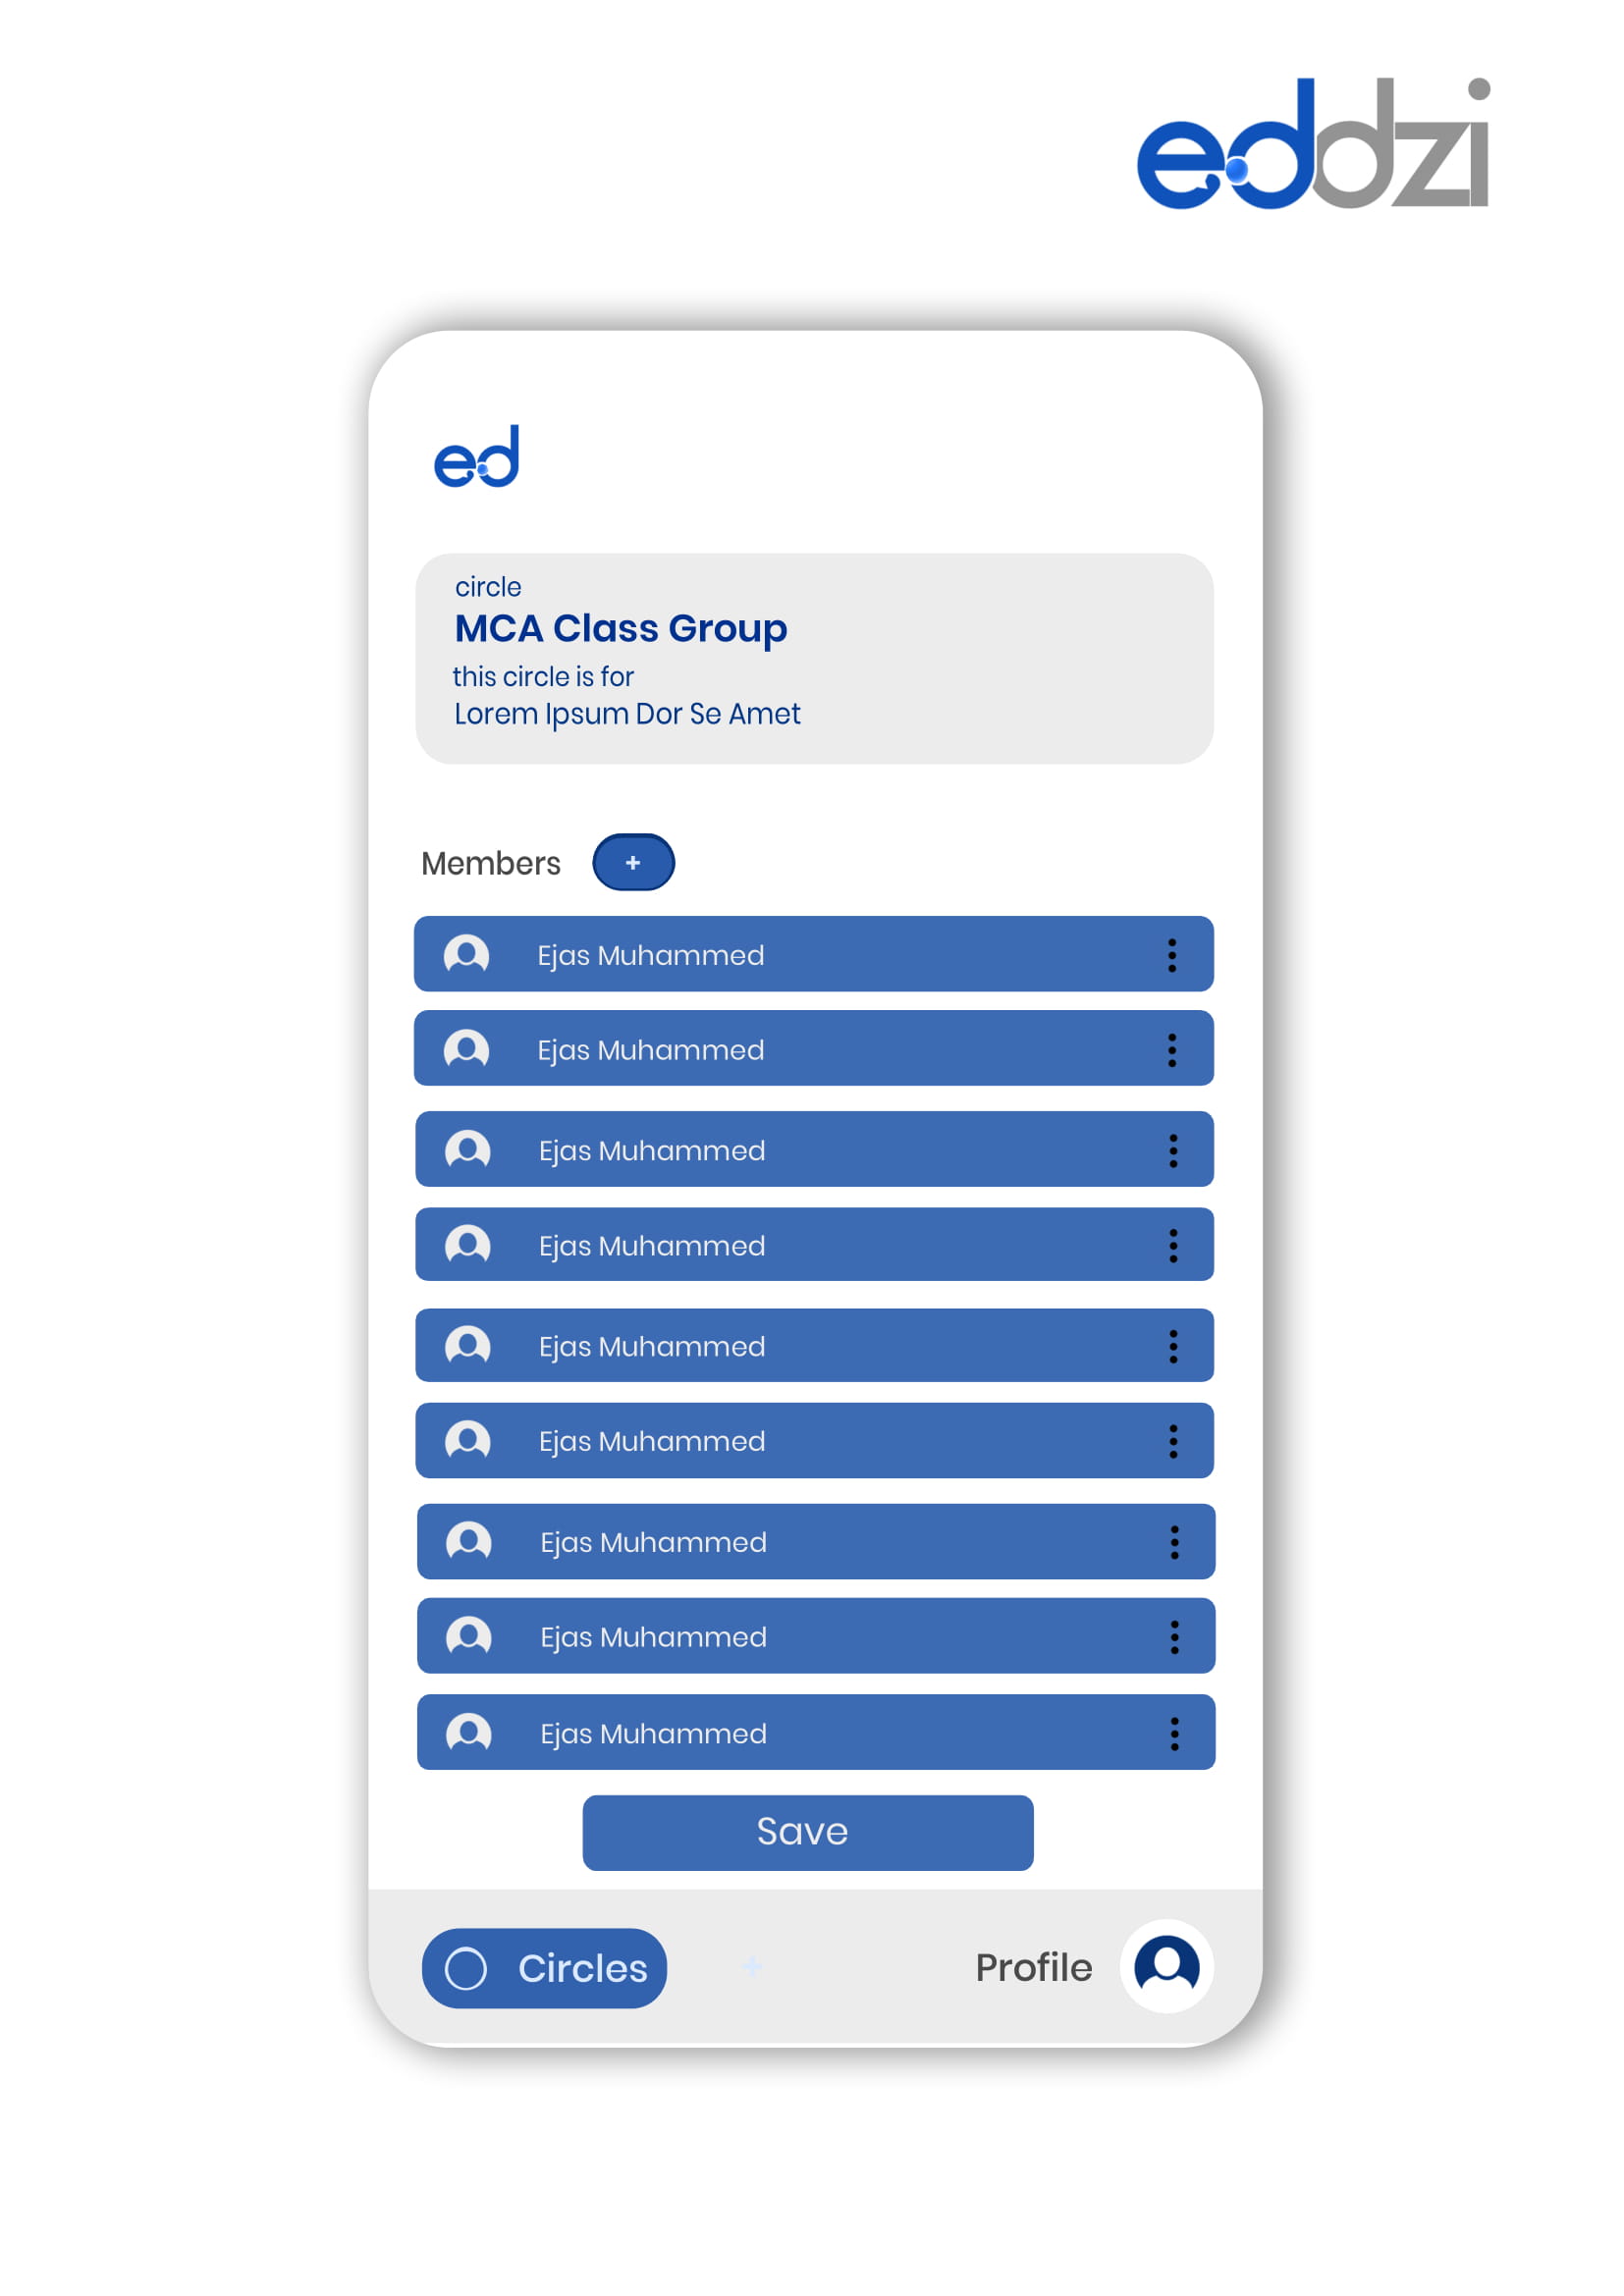 eddzi
ed
circle
MCA Class Group
this circle is for
Lorem Ipsum Dor Se Amet
Members +
Ejas Muhammed
Ejas Muhammed
Ejas Muhammed
Ejas Muhammed
Ejas Muhammed
Ejas Muhammed
Ejas Muhammed
Ejas Muhammed
Ejas Muhammed
Save
Circles + Profile